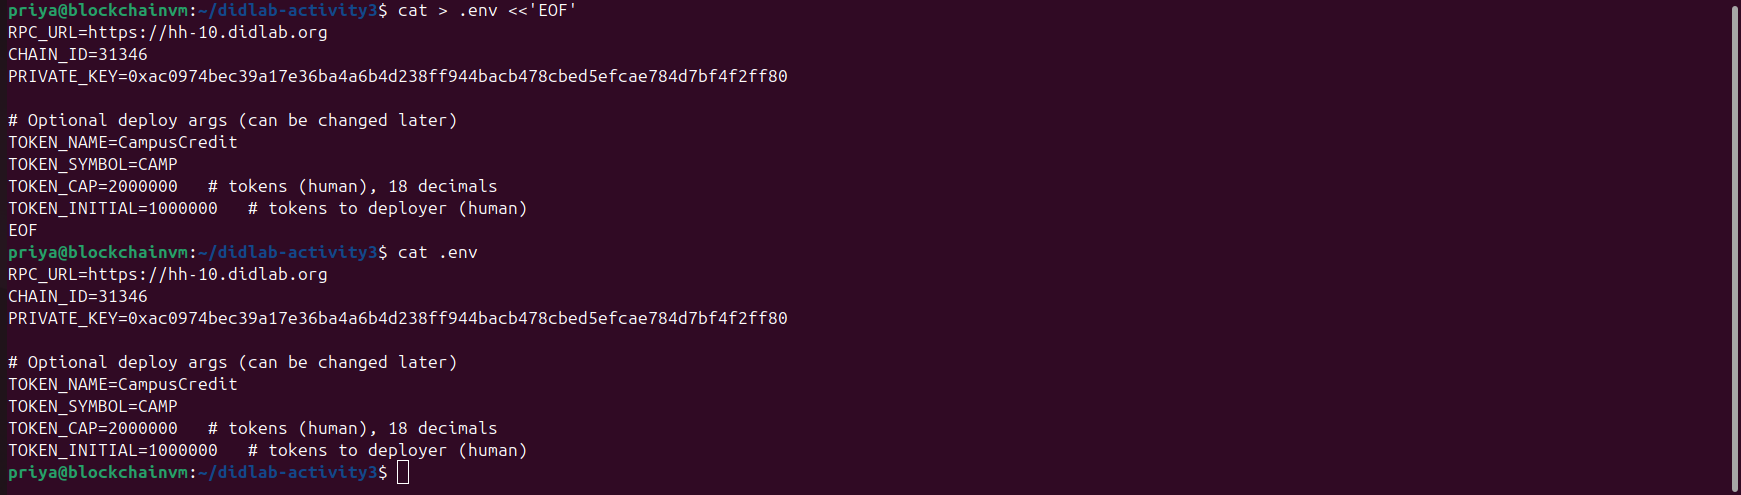 priya@blockchainvm:~/didlab-activity3$ cat > .env <<'EOF'
RPC_URL=https://hh-10.didlab.org
CHAIN_ID=31346
PRIVATE_KEY=0xac0974bec39a17e36ba4a6b4d238ff944bacb478cbed5efcae784d7bf4f2ff80

# Optional deploy args (can be changed later)
TOKEN_NAME=CampusCredit
TOKEN_SYMBOL=CAMP
TOKEN_CAP=2000000   # tokens (human), 18 decimals
TOKEN_INITIAL=1000000   # tokens to deployer (human)
EOF
priya@blockchainvm:~/didlab-activity3$ cat .env
RPC_URL=https://hh-10.didlab.org
CHAIN_ID=31346
PRIVATE_KEY=0xac0974bec39a17e36ba4a6b4d238ff944bacb478cbed5efcae784d7bf4f2ff80

# Optional deploy args (can be changed later)
TOKEN_NAME=CampusCredit
TOKEN_SYMBOL=CAMP
TOKEN_CAP=2000000   # tokens (human), 18 decimals
TOKEN_INITIAL=1000000   # tokens to deployer (human)
priya@blockchainvm:~/didlab-activity3$